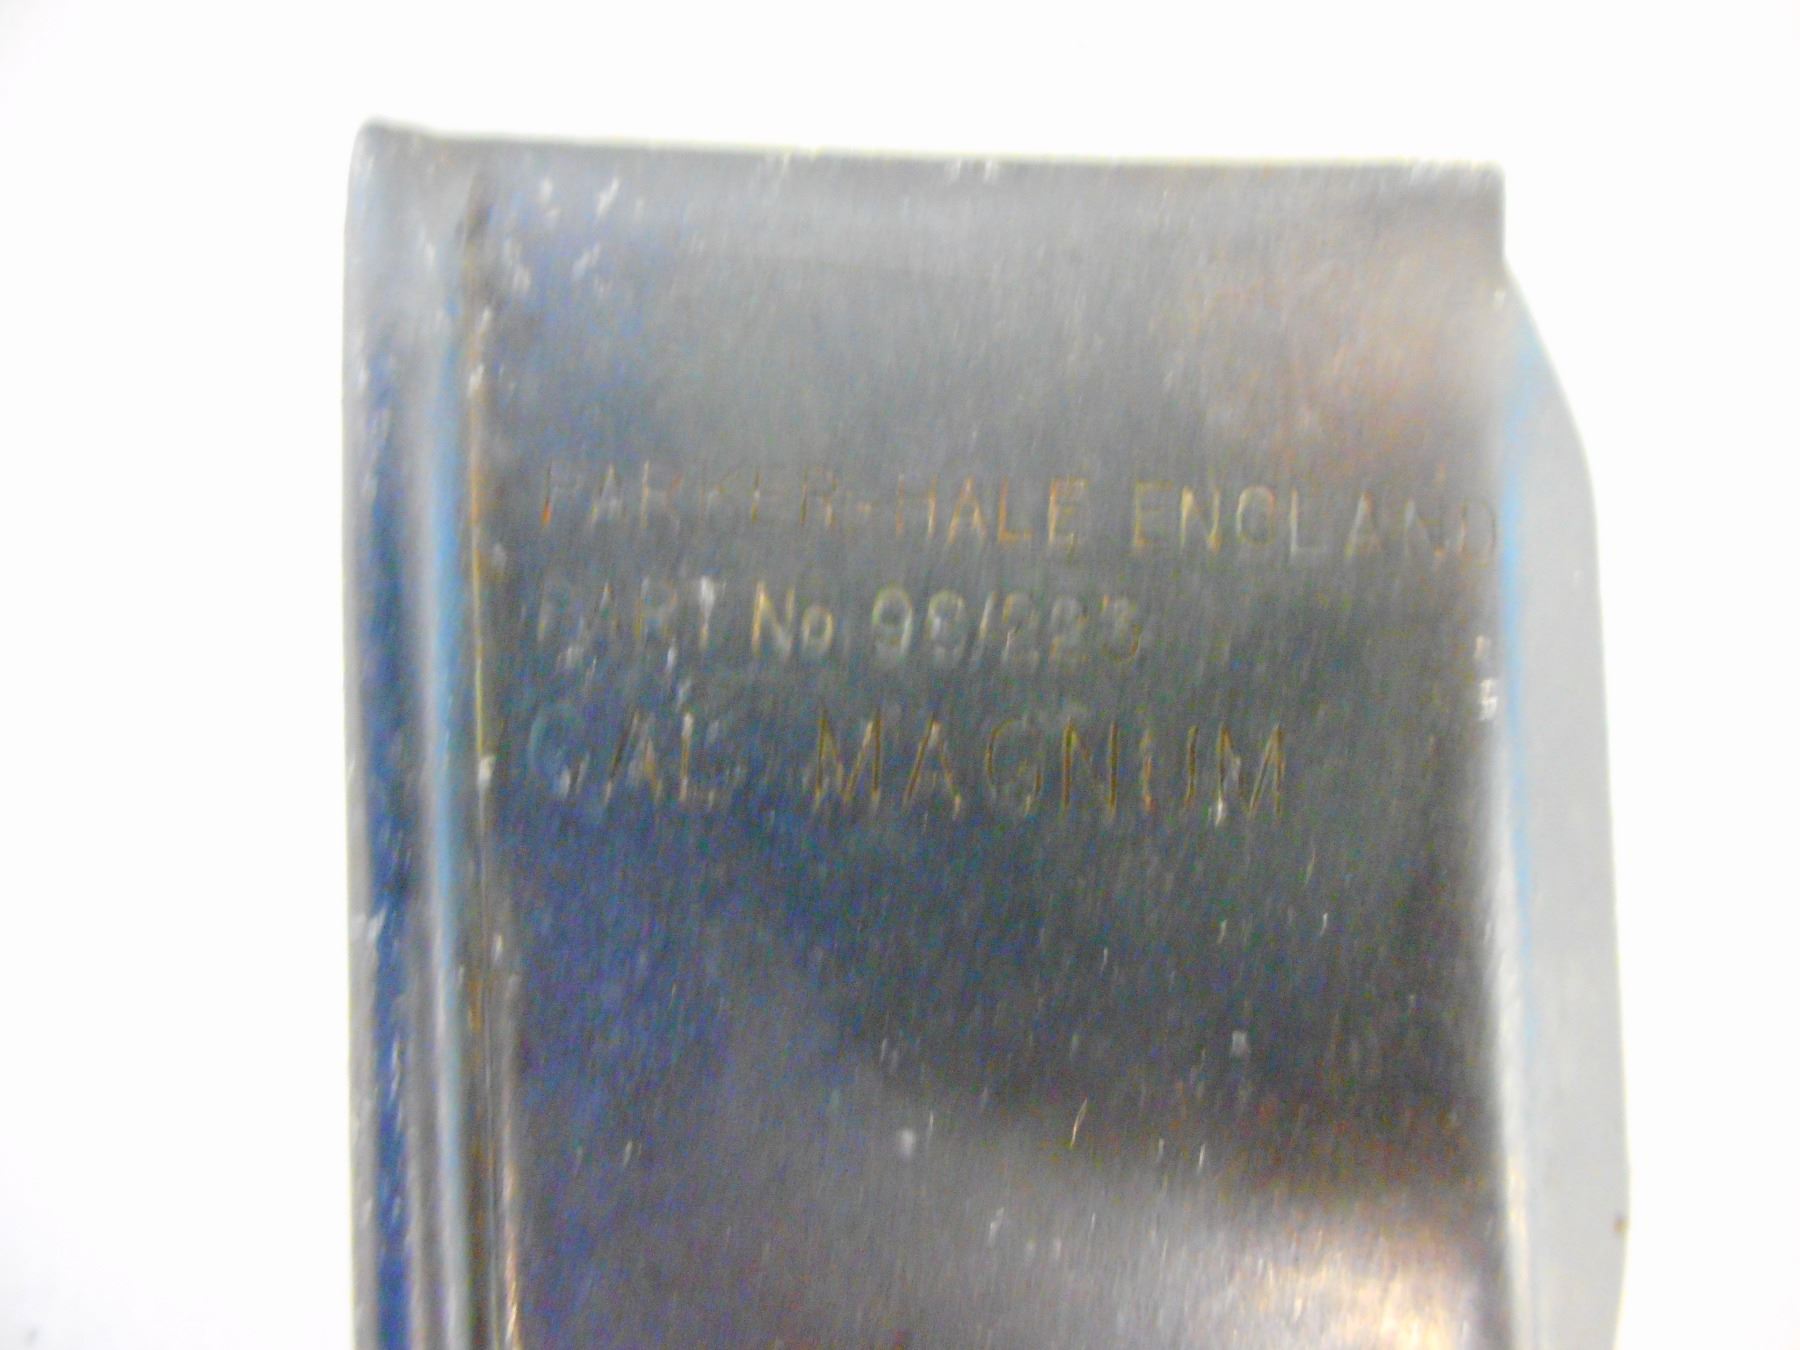 PARKER-HALE ENGLAND
PART No 99/223
CAL MAGNUM